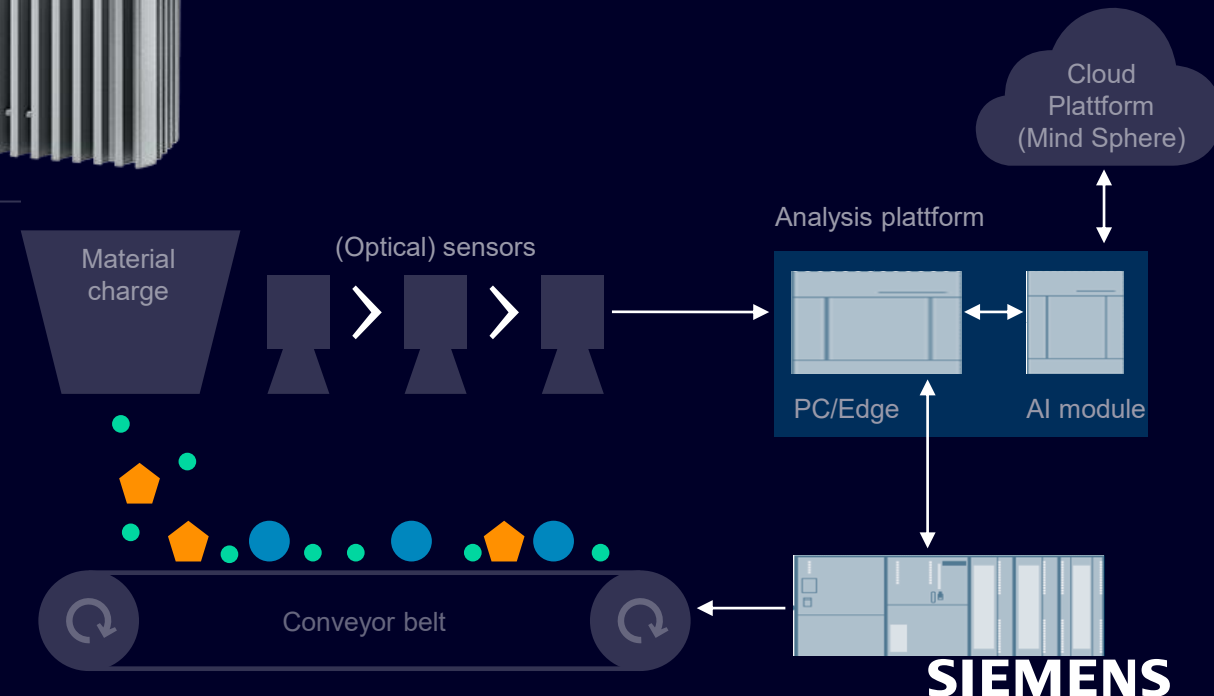 Cloud
Plattform
(Mind Sphere)
Analysis plattform
(Optical) sensors
Material
charge
PC/Edge
AI module
Conveyor belt
SIEMENS